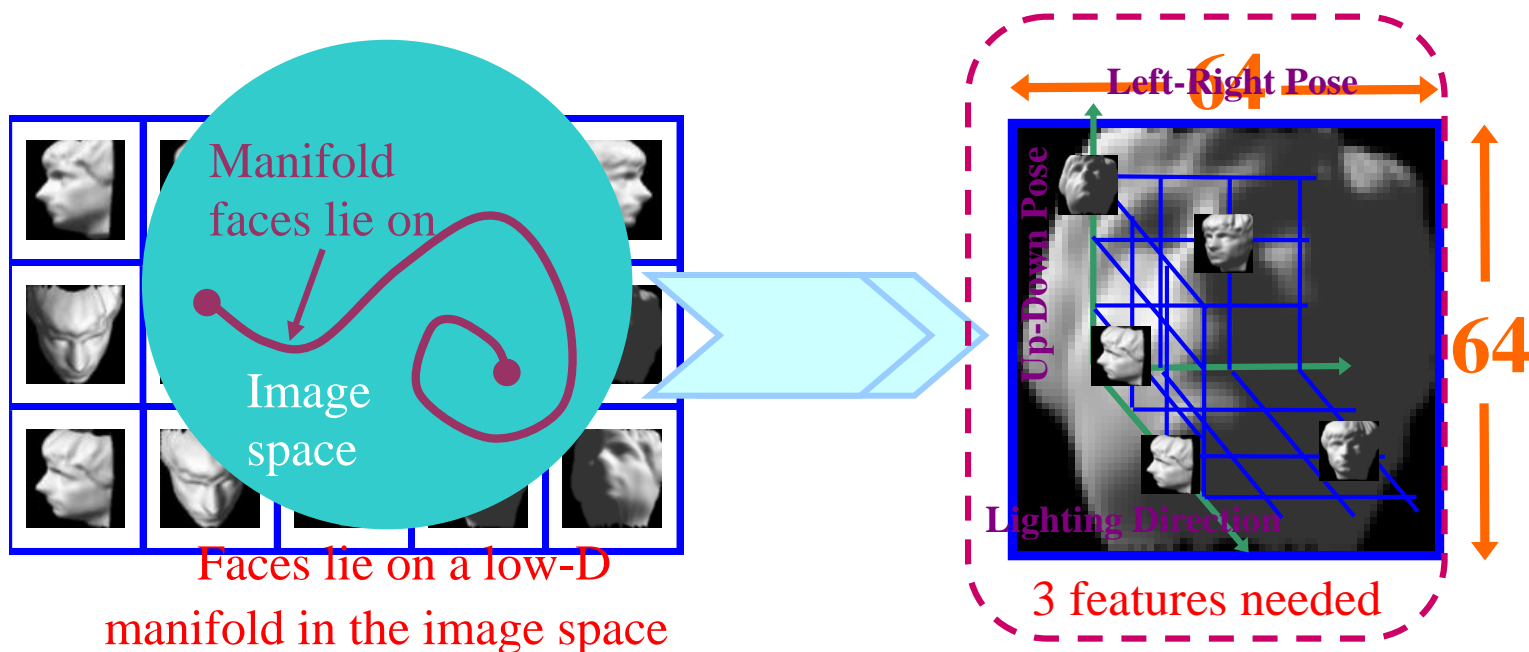 Manifold
faces lie on
Image
space
Faces lie on a low-D
manifold in the image space
64
Left-Right Pose
Up-Down Pose
64
Lighting Direction
3 features needed